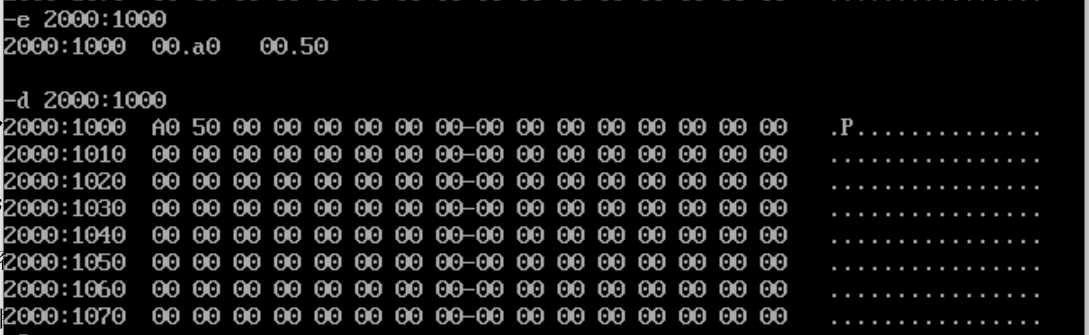 -e 2000:1000
2000:1000 00.a0 00.50
-d 2000:1000
2000:1000 A0 50 00 00 00 00 00 00-00 00 00 00 00 00 00 00 .P..............
2000:1010 00 00 00 00 00 00 00 00-00 00 00 00 00 00 00 00 ................
2000:1020 00 00 00 00 00 00 00 00-00 00 00 00 00 00 00 00 ................
2000:1030 00 00 00 00 00 00 00 00-00 00 00 00 00 00 00 00 ................
2000:1040 00 00 00 00 00 00 00 00-00 00 00 00 00 00 00 00 ................
2000:1050 00 00 00 00 00 00 00 00-00 00 00 00 00 00 00 00 ................
2000:1060 00 00 00 00 00 00 00 00-00 00 00 00 00 00 00 00 ................
2000:1070 00 00 00 00 00 00 00 00-00 00 00 00 00 00 00 00 ................